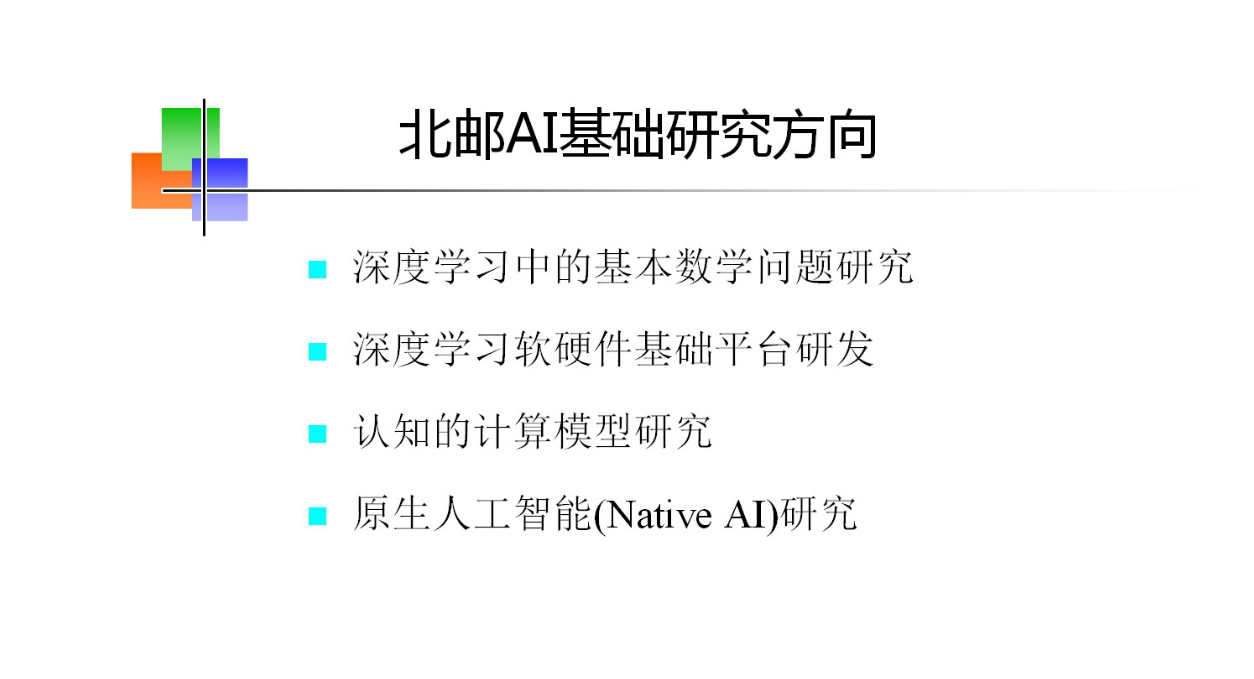 北邮AI基础研究方向
深度学习中的基本数学问题研究
深度学习软硬件基础平台研发
认知的计算模型研究
原生人工智能(Native AI)研究